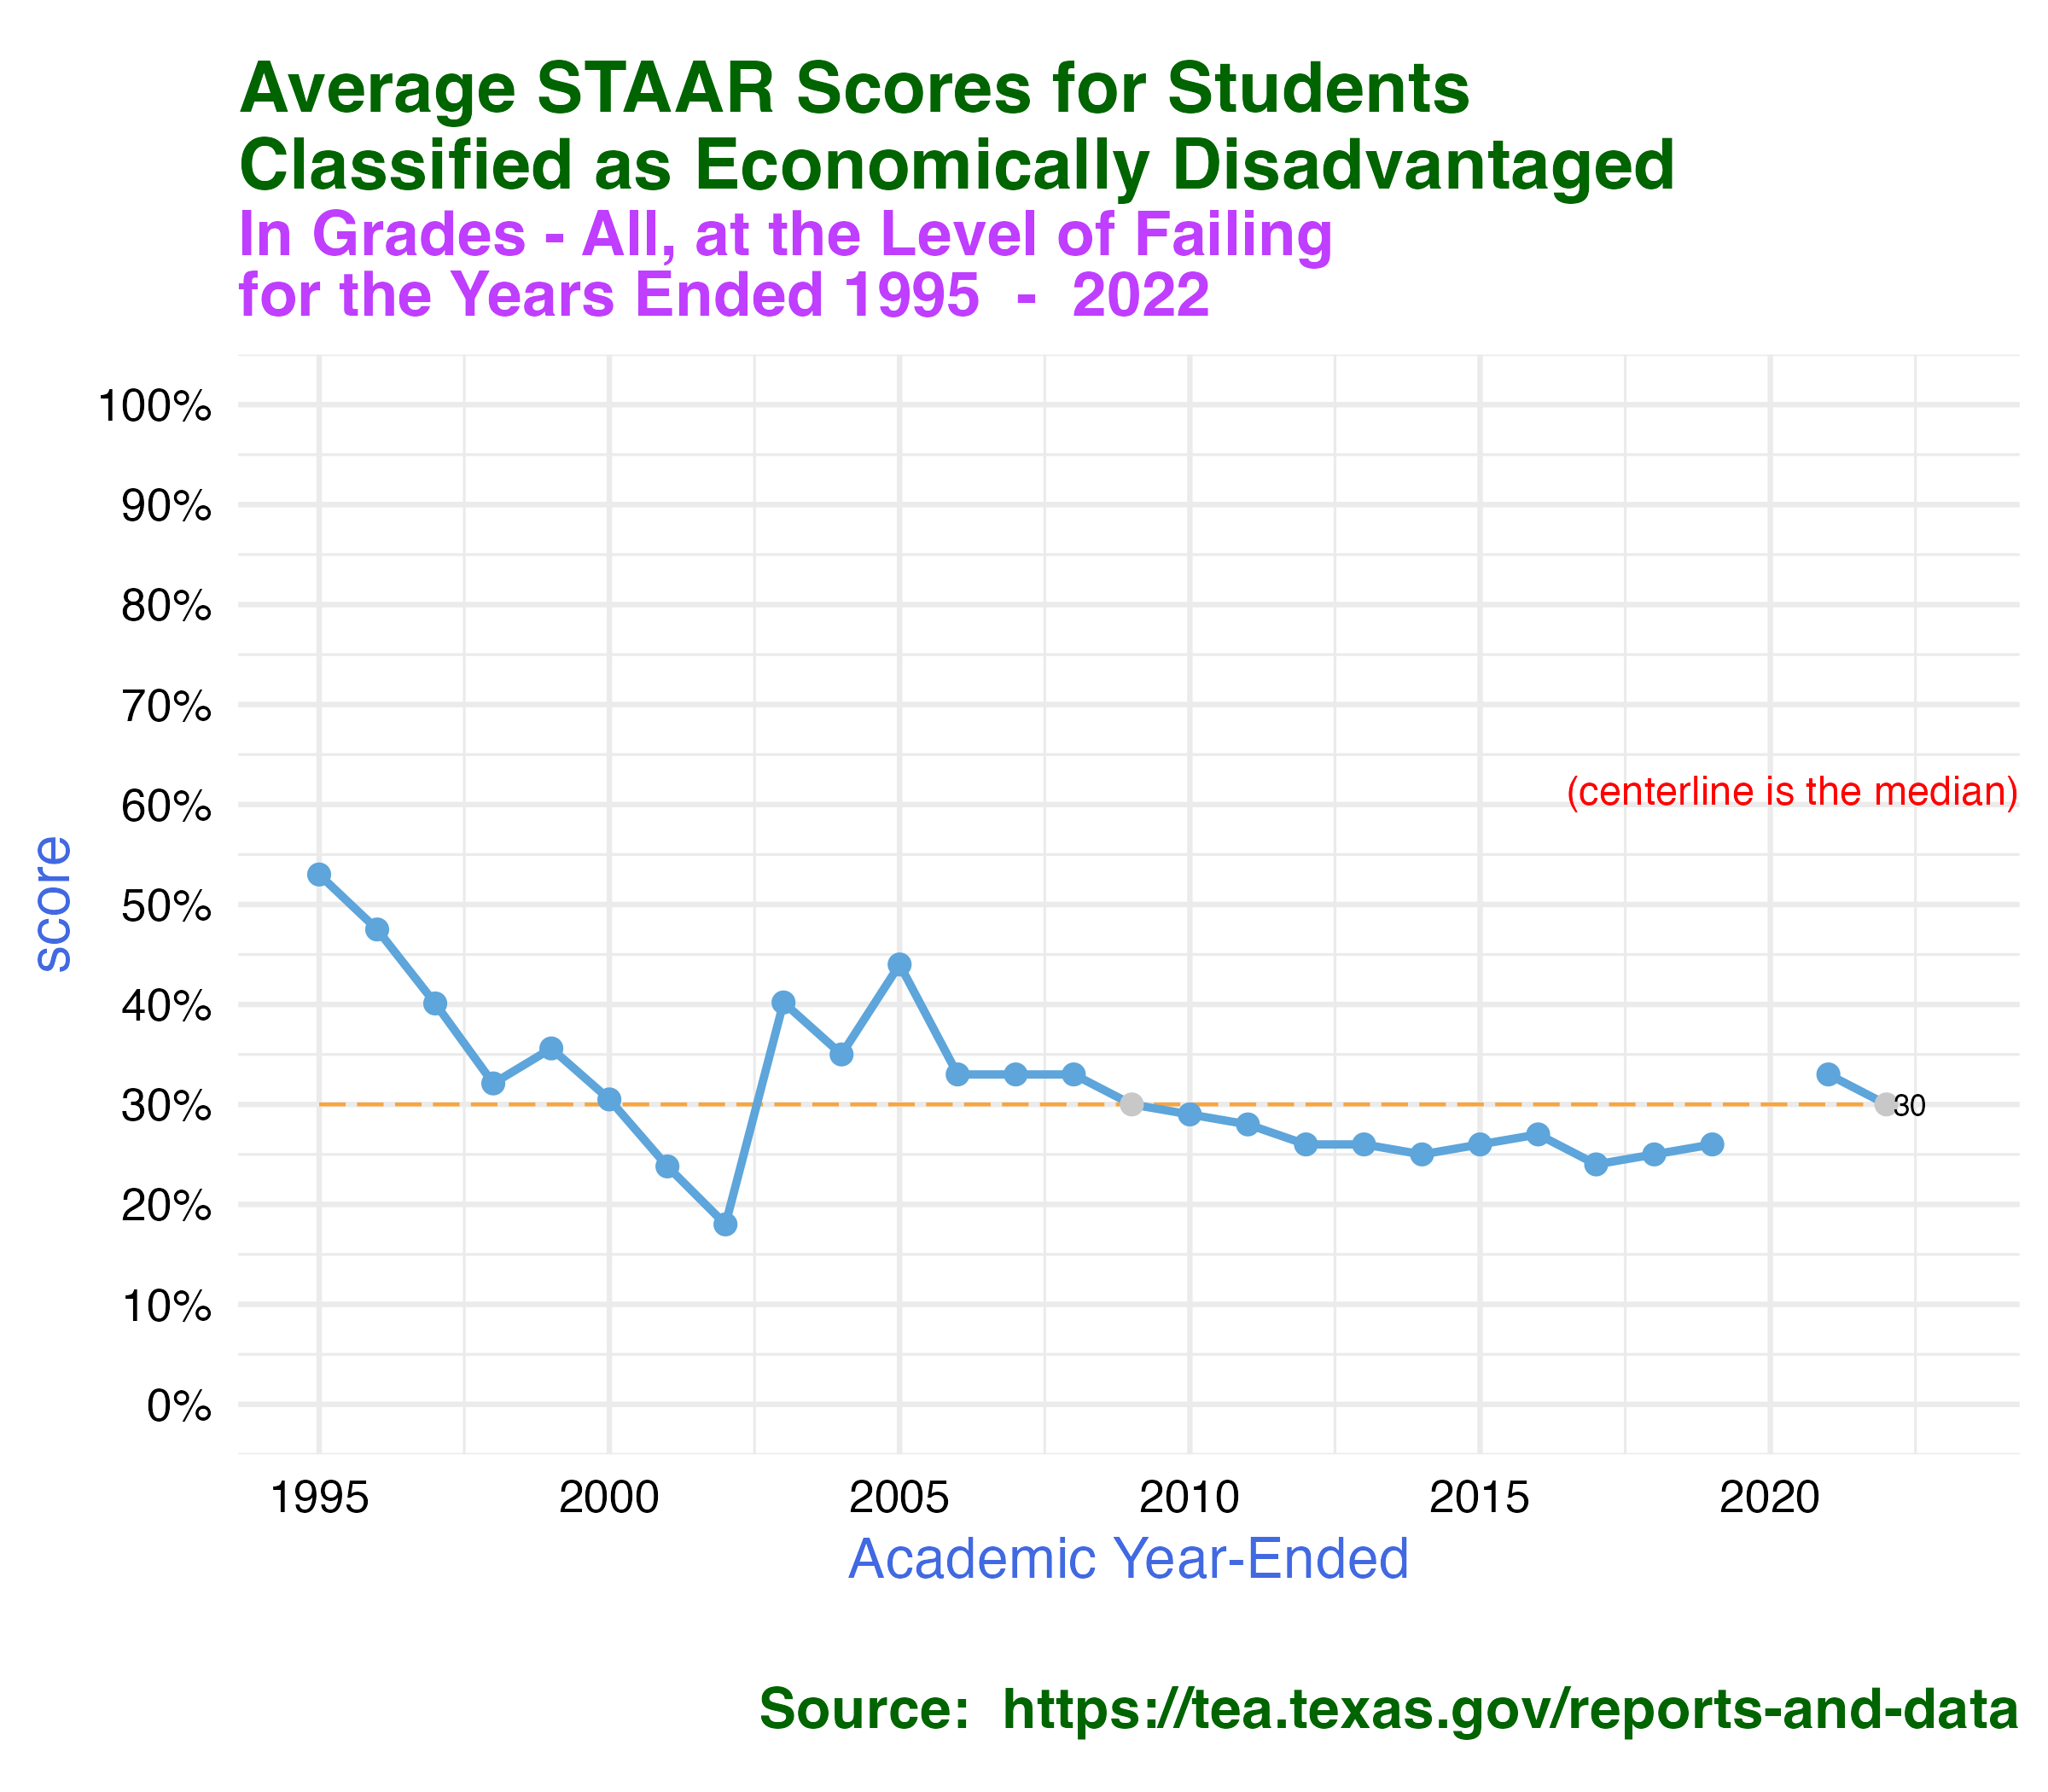 Average STAAR Scores for Students
Classified as Economically Disadvantaged
In Grades - All, at the Level of Failing
for the Years Ended 1995  -  2022
100%
90%
80%
70%
(centerline is the median)
60%
score
50%
40%
30%
30
20%
10%
0%
1995 2000 2005 2010 2015 2020
Academic Year-Ended
Source:  https://tea.texas.gov/reports-and-data